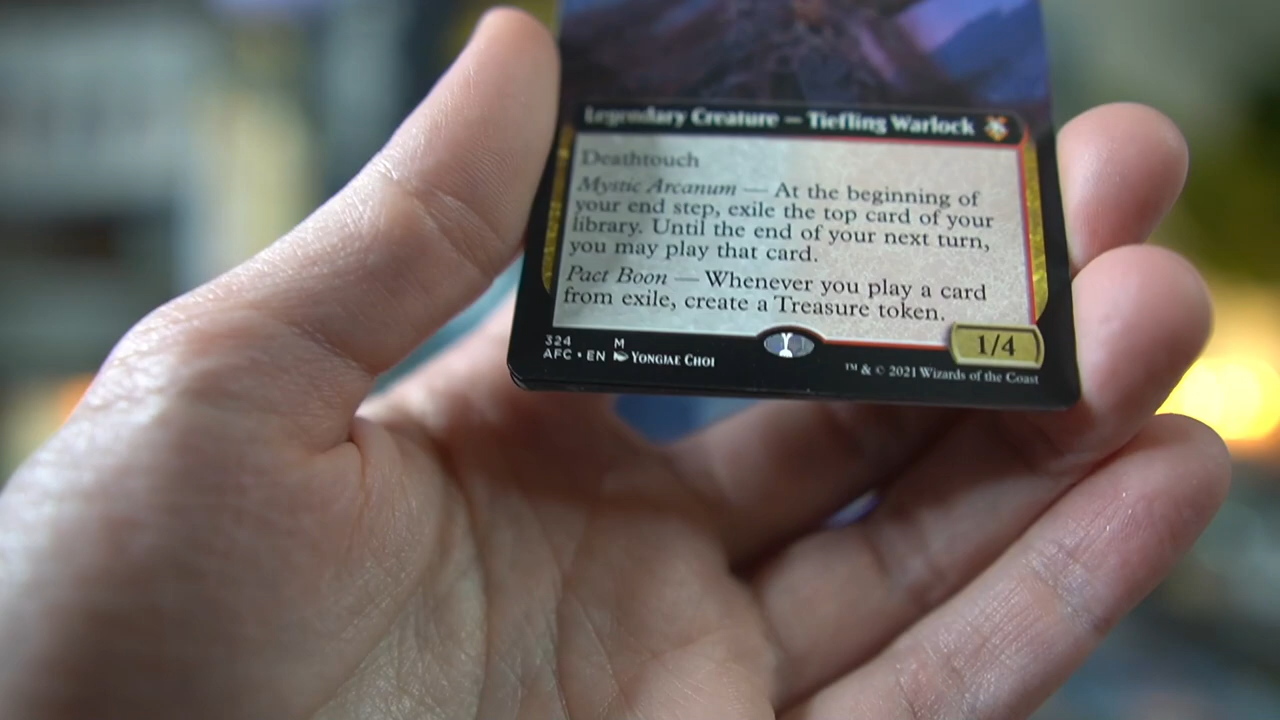 Legendary Creature — Tiefling Warlock
Deathtouch
Mystic Arcanum — At the beginning of
your end step, exile the top card of your
library. Until the end of your next turn,
you may play that card.
Pact Boon — Whenever you play a card
from exile, create a Treasure token.
1/4
324 M
AFC • EN YONGJAE CHOI
™ & © 2021 Wizards of the Coast